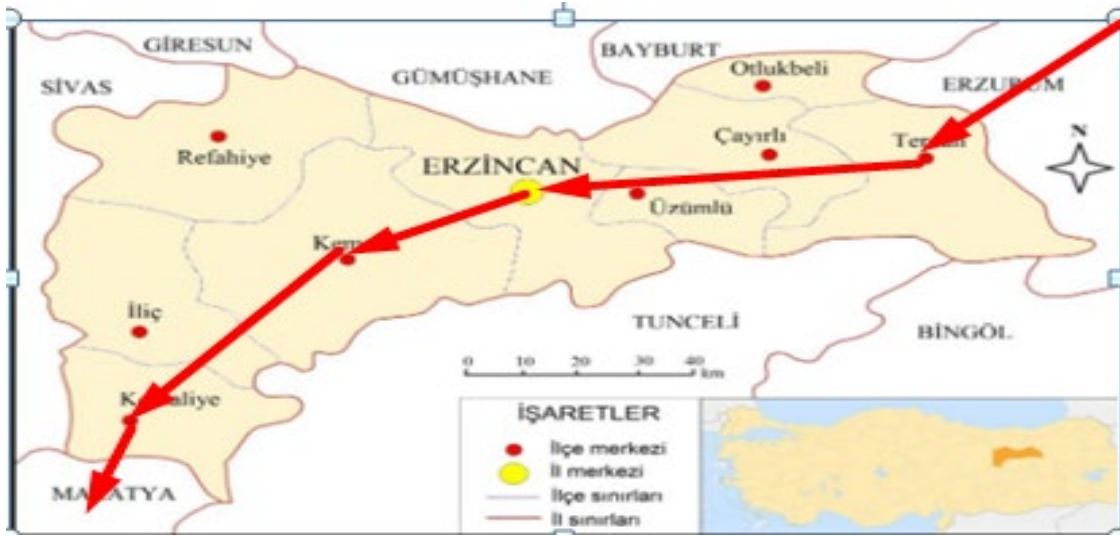 GİRESUN
BAYBURT
SİVAS
GÜMÜŞHANE
Otlukbeli
ERZURUM
Refahiye
Çayırlı
ERZİNCAN
N
Üzümlü
İliç
TUNCELİ
BİNGÖL
0 10 20 30 40
km
İŞARETLER
İlçe merkezi
İl merkezi
İlçe sınırları
İl sınırları